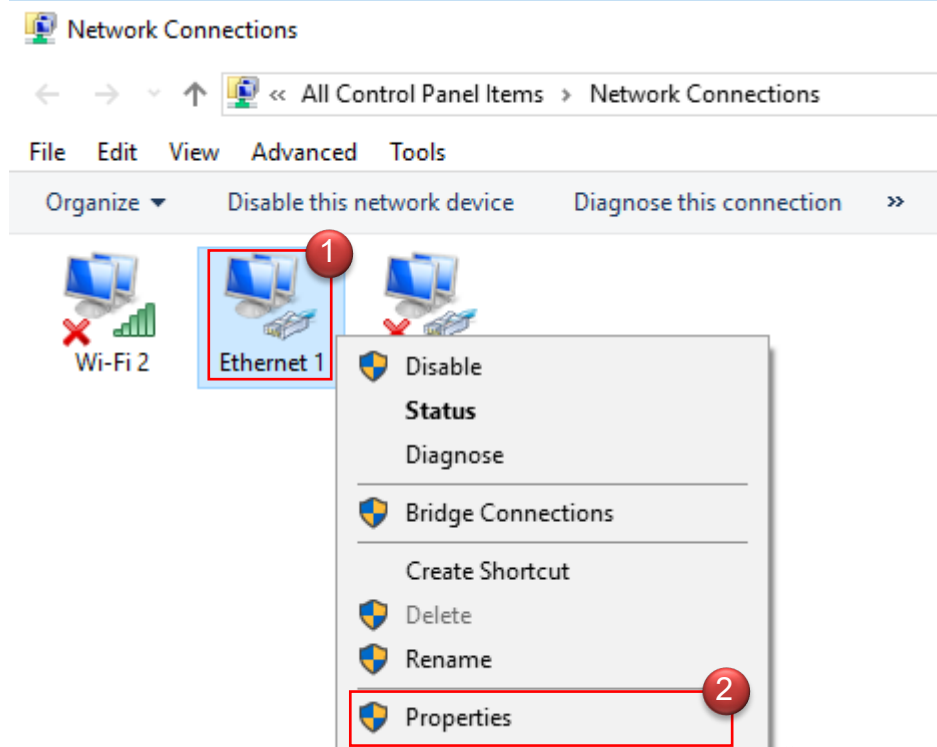 Network Connections
« All Control Panel Items › Network Connections
File Edit View Advanced Tools
Organize Disable this network device Diagnose this connection »
1
Wi-Fi 2 Ethernet 1
Disable
Status
Diagnose
Bridge Connections
Create Shortcut
Delete
Rename
2
Properties